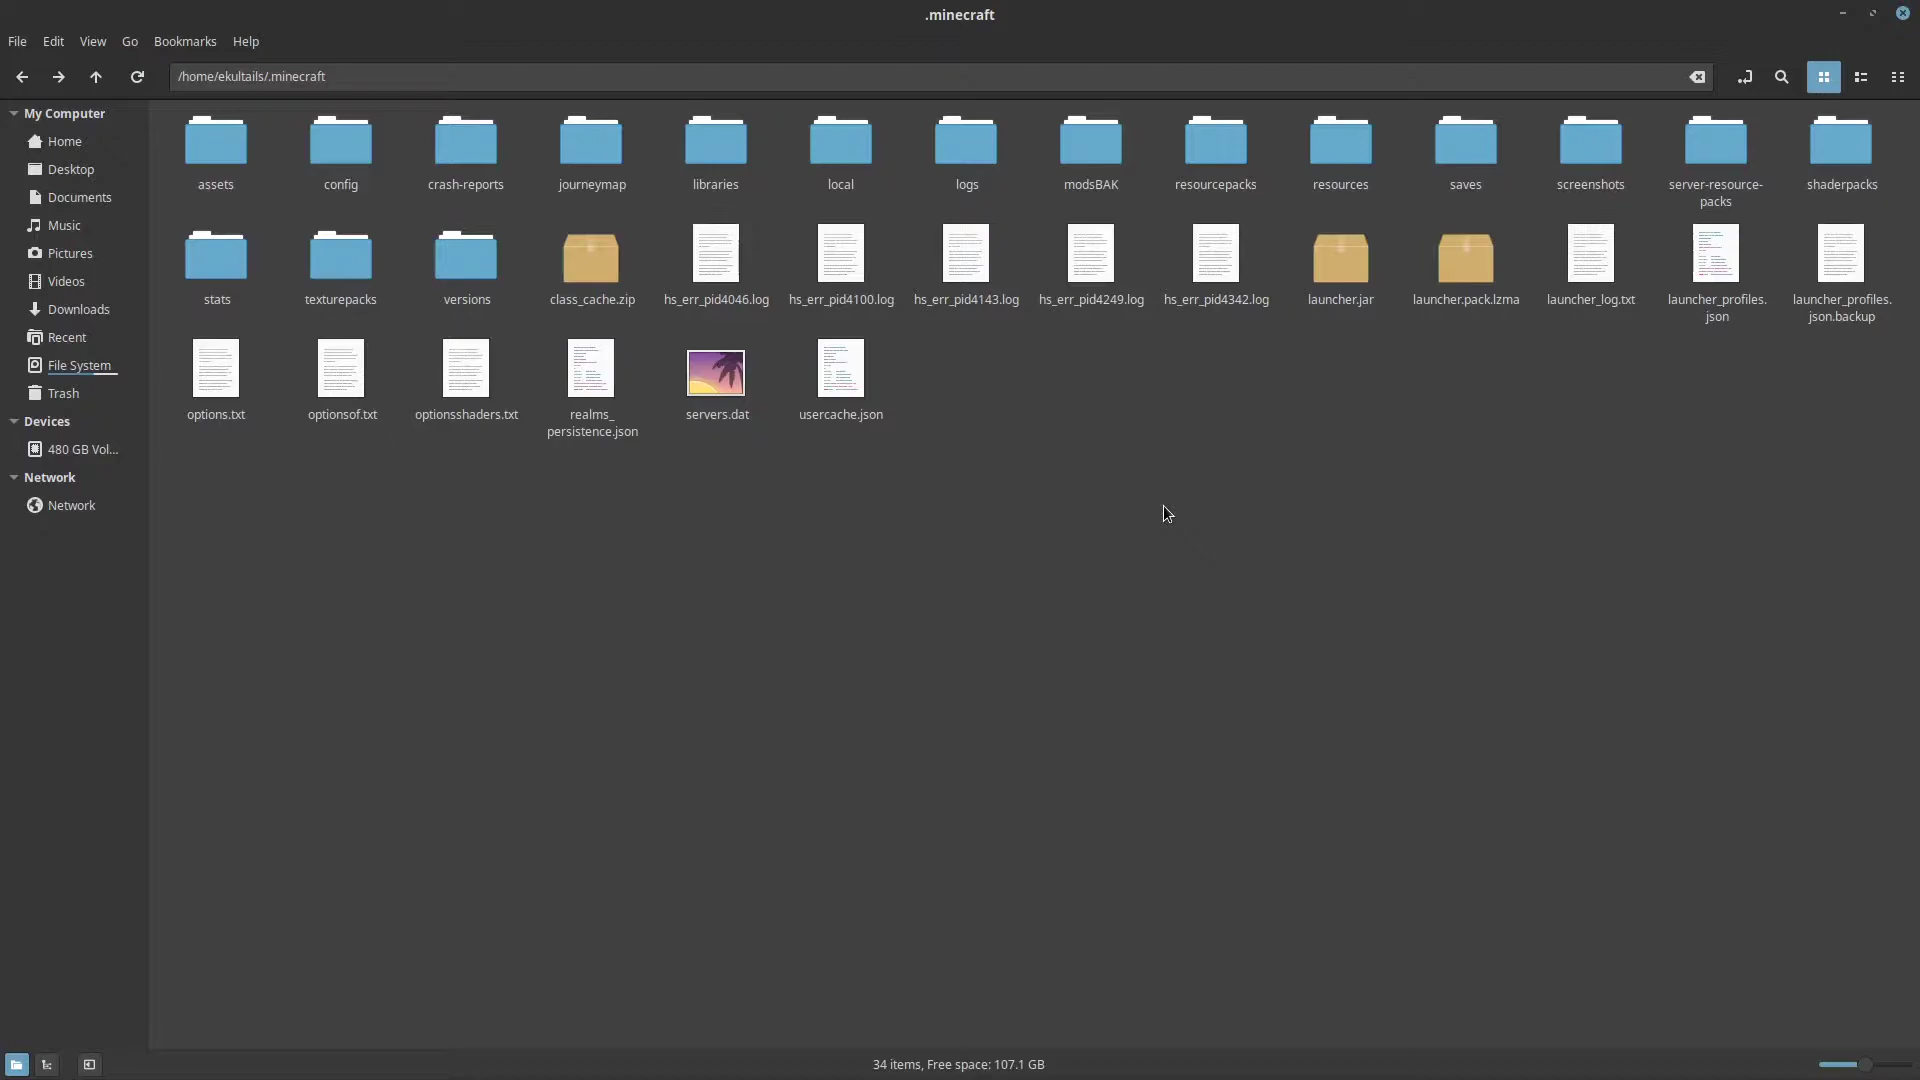 .minecraft
File Edit View Go Bookmarks Help
/home/ekultails/.minecraft
My Computer
Home
Desktop
Documents
Music
Pictures
Videos
Downloads
Recent
File System
Trash
Devices
480 GB Vol...
Network
Network
assets config crash-reports journeymap libraries local logs modsBAK resourcepacks resources saves screenshots server-resource- shaderpacks
packs
stats texturepacks versions class_cache.zip hs_err_pid4046.log hs_err_pid4100.log hs_err_pid4143.log hs_err_pid4249.log hs_err_pid4342.log launcher.jar launcher.pack.lzma launcher_log.txt launcher_profiles. launcher_profiles.
json json.backup
options.txt optionsof.txt optionsshaders.txt realms_ servers.dat usercache.json
persistence.json
34 items, Free space: 107.1 GB